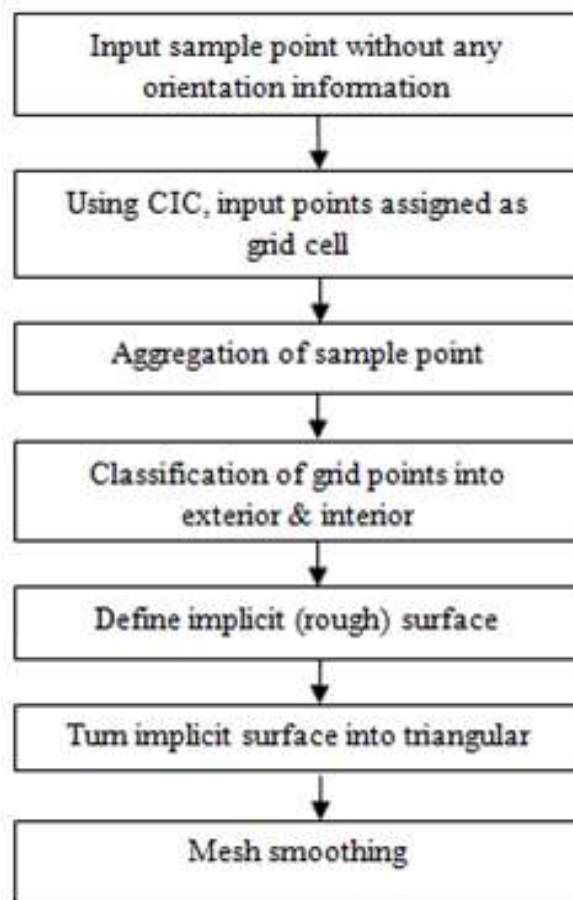 Input sample point without any
orientation information
Using CIC, input points assigned as
grid cell
Aggregation of sample point
Classification of grid points into
exterior & interior
Define implicit (rough) surface
Turn implicit surface into triangular
Mesh smoothing